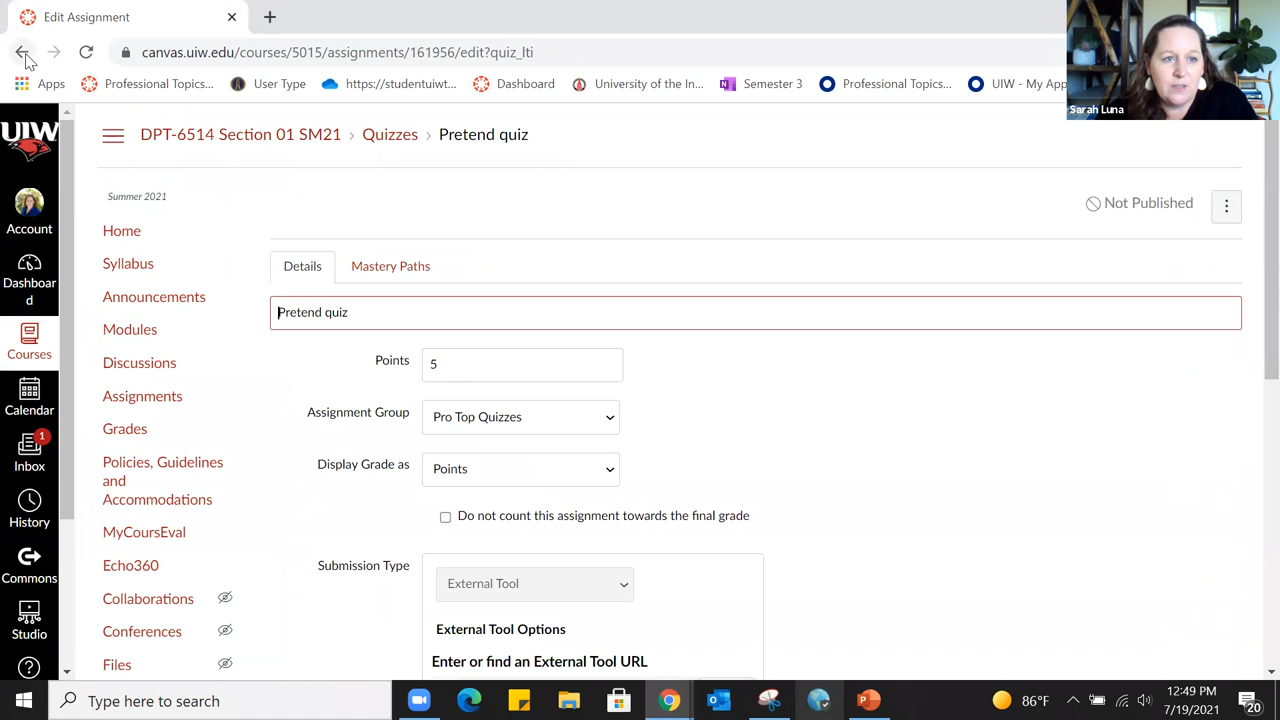 Edit Assignment
canvas.uiw.edu/courses/5015/assignments/161956/edit?quiz_lti
Apps Professional Topics... User Type https://studentuiwt... Dashboard University of the In... Semester 3 Professional Topics... UIW - My App
Sarah Luna
UIW
Account
Dashboar
d
Courses
Calendar
1
Inbox
History
Commons
Studio
DPT-6514 Section 01 SM21 › Quizzes › Pretend quiz
Summer 2021
Home
Syllabus
Announcements
Modules
Discussions
Assignments
Grades
Policies, Guidelines
and
Accommodations
MyCoursEval
Echo360
Collaborations
Conferences
Files
Not Published
Details Mastery Paths
Pretend quiz
Points 5
Assignment Group Pro Top Quizzes
Display Grade as Points
Do not count this assignment towards the final grade
Submission Type
External Tool
External Tool Options
Enter or find an External Tool URL
Type here to search
86°F
12:49 PM
7/19/2021
20